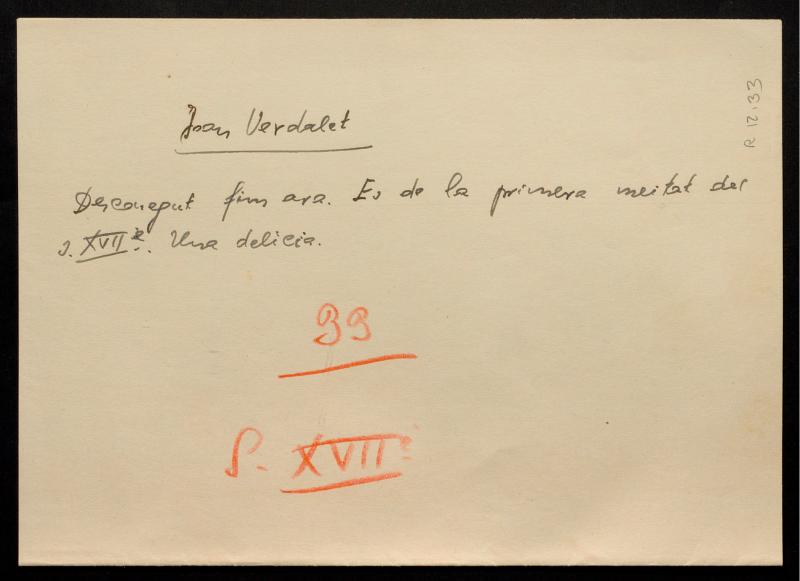 Joan Verdalet
Desconegut fins ara. Es de la primera meitat del
s. XVIIè. Una delicia.
39
S. XVIIè
R 12.33